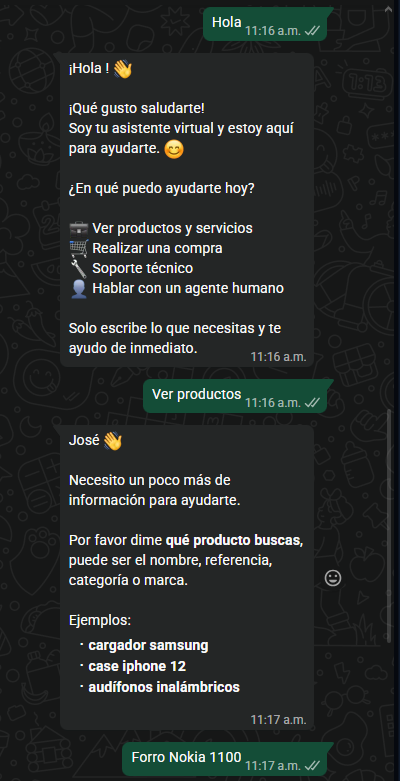 Hola
11:16 a.m.
¡Hola ! 👋
¡Qué gusto saludarte!
Soy tu asistente virtual y estoy aquí
para ayudarte. 😊
¿En qué puedo ayudarte hoy?
💼 Ver productos y servicios
🛒 Realizar una compra
🔧 Soporte técnico
👤 Hablar con un agente humano
Solo escribe lo que necesitas y te
ayudo de inmediato.
11:16 a.m.
Ver productos
11:16 a.m.
José 👋
Necesito un poco más de
información para ayudarte.
Por favor dime qué producto buscas,
puede ser el nombre, referencia,
categoría o marca.
Ejemplos:
· cargador samsung
· case iphone 12
· audífonos inalámbricos
11:17 a.m.
Forro Nokia 1100
11:17 a.m.